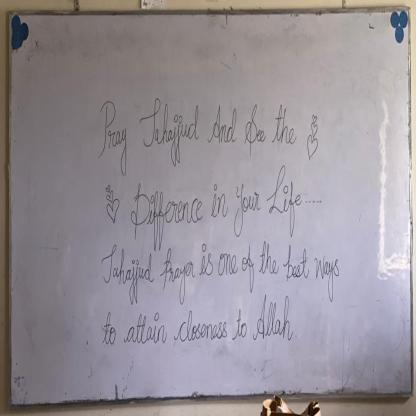 Pray Tahajjud And See the
Difference in Your Life.....
Tahajjud Prayer is one of the best ways
to attain closeness to Allah